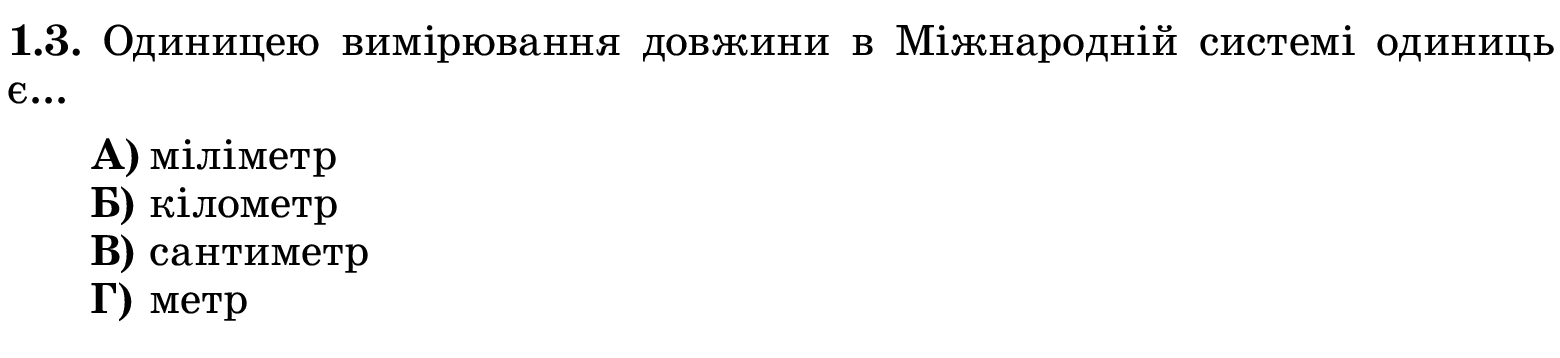 1.3. Одиницею вимірювання довжини в Міжнародній системі одиниць
є...
А) міліметр
Б) кілометр
В) сантиметр
Г) метр